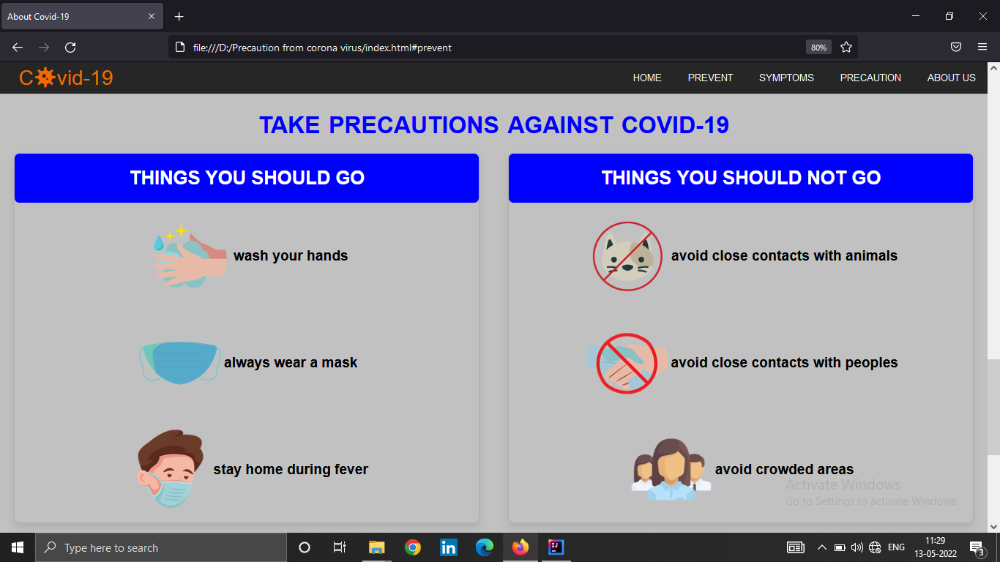 About Covid-19
file:///D:/Precaution from corona virus/index.html#prevent
80%
Covid-19
HOME PREVENT SYMPTOMS PRECAUTION ABOUT US
TAKE PRECAUTIONS AGAINST COVID-19
THINGS YOU SHOULD GO
THINGS YOU SHOULD NOT GO
wash your hands
avoid close contacts with animals
always wear a mask
avoid close contacts with peoples
stay home during fever
avoid crowded areas
Activate Windows
Go to Settings to activate Windows.
Type here to search
in
IJ
ENG
11:29
13-05-2022
3